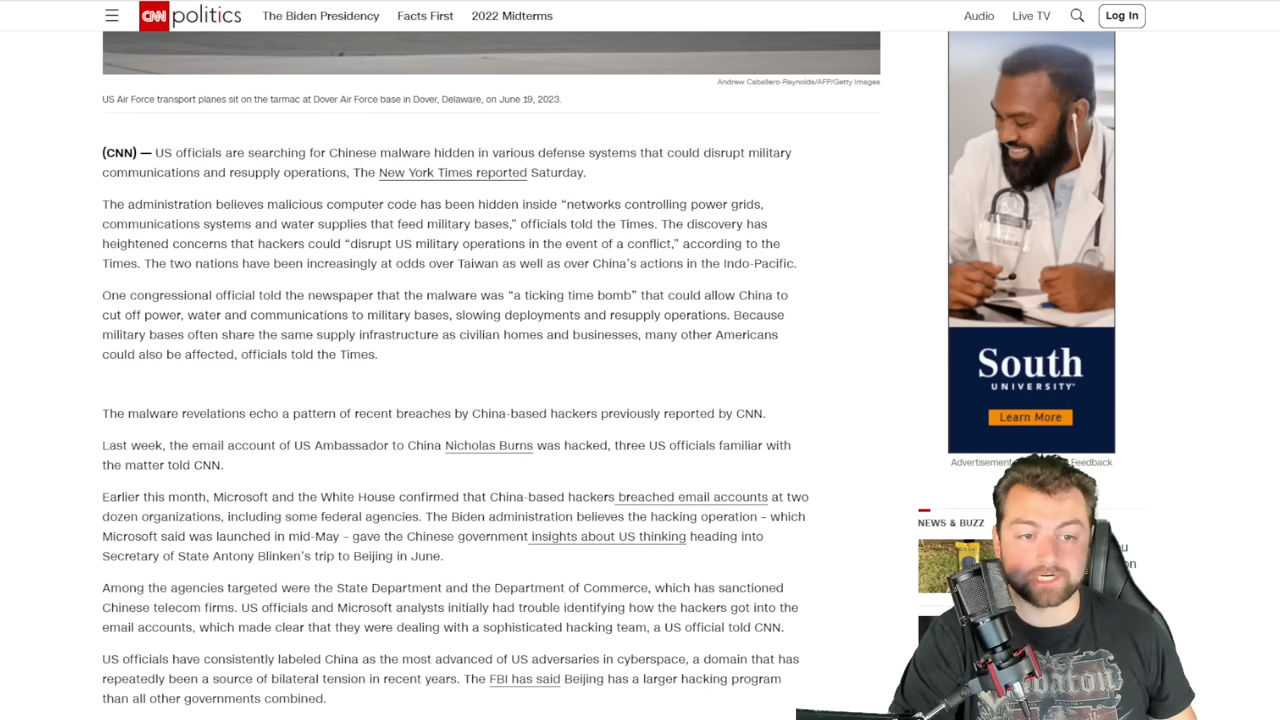 CNN politics The Biden Presidency Facts First 2022 Midterms Audio Live TV Log In
Andrew Caballero-Reynolds/AFP/Getty Images
US Air Force transport planes sit on the tarmac at Dover Air Force base in Dover, Delaware, on June 19, 2023.
(CNN) — US officials are searching for Chinese malware hidden in various defense systems that could disrupt military
communications and resupply operations, The New York Times reported Saturday.
The administration believes malicious computer code has been hidden inside “networks controlling power grids,
communications systems and water supplies that feed military bases,” officials told the Times. The discovery has
heightened concerns that hackers could “disrupt US military operations in the event of a conflict,” according to the
Times. The two nations have been increasingly at odds over Taiwan as well as over China’s actions in the Indo-Pacific.
One congressional official told the newspaper that the malware was “a ticking time bomb” that could allow China to
cut off power, water and communications to military bases, slowing deployments and resupply operations. Because
military bases often share the same supply infrastructure as civilian homes and businesses, many other Americans
could also be affected, officials told the Times.
The malware revelations echo a pattern of recent breaches by China-based hackers previously reported by CNN.
Last week, the email account of US Ambassador to China Nicholas Burns was hacked, three US officials familiar with
the matter told CNN.
Earlier this month, Microsoft and the White House confirmed that China-based hackers breached email accounts at two
dozen organizations, including some federal agencies. The Biden administration believes the hacking operation – which
Microsoft said was launched in mid-May – gave the Chinese government insights about US thinking heading into
Secretary of State Antony Blinken’s trip to Beijing in June.
Among the agencies targeted were the State Department and the Department of Commerce, which has sanctioned
Chinese telecom firms. US officials and Microsoft analysts initially had trouble identifying how the hackers got into the
email accounts, which made clear that they were dealing with a sophisticated hacking team, a US official told CNN.
US officials have consistently labeled China as the most advanced of US adversaries in cyberspace, a domain that has
repeatedly been a source of bilateral tension in recent years. The FBI has said Beijing has a larger hacking program
than all other governments combined.
South
UNIVERSITY
Learn More
Advertisement Feedback
NEWS & BUZZ